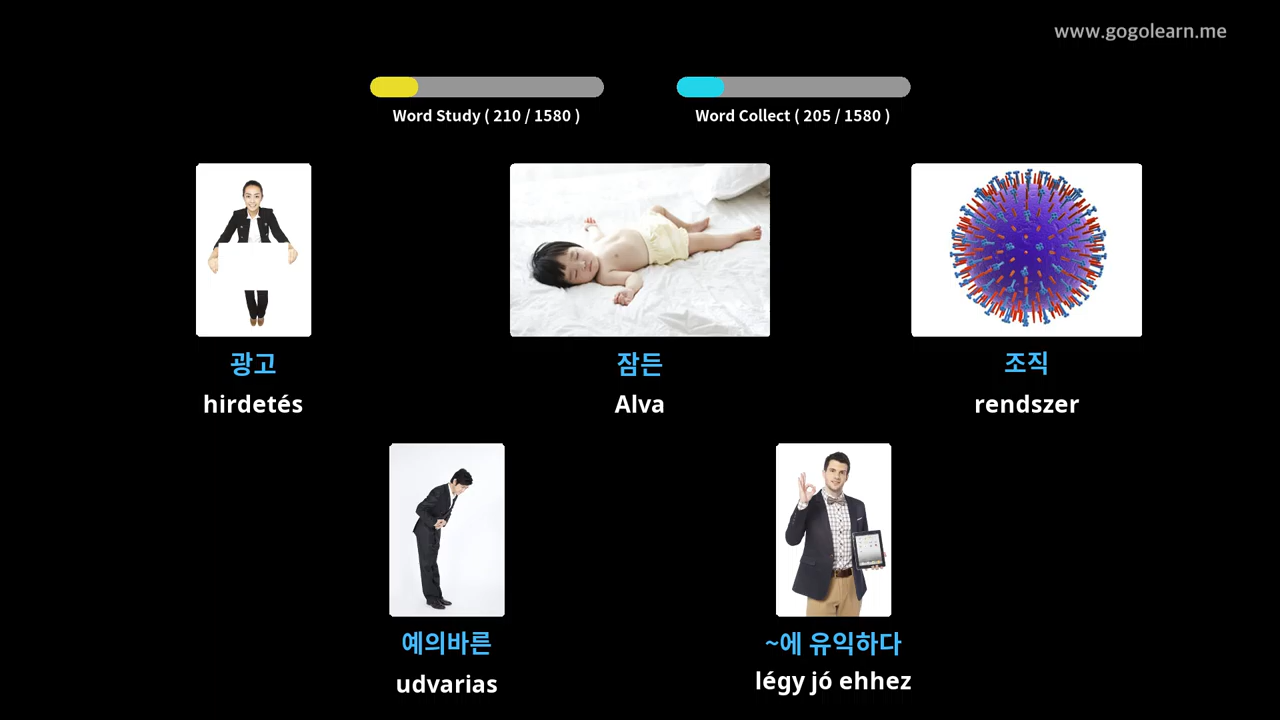 www.gogolearn.me
Word Study ( 210 / 1580 )
Word Collect ( 205 / 1580 )
광고
hirdetés
잠든
Alva
조직
rendszer
예의바른
udvarias
~에 유익하다
légy jó ehhez